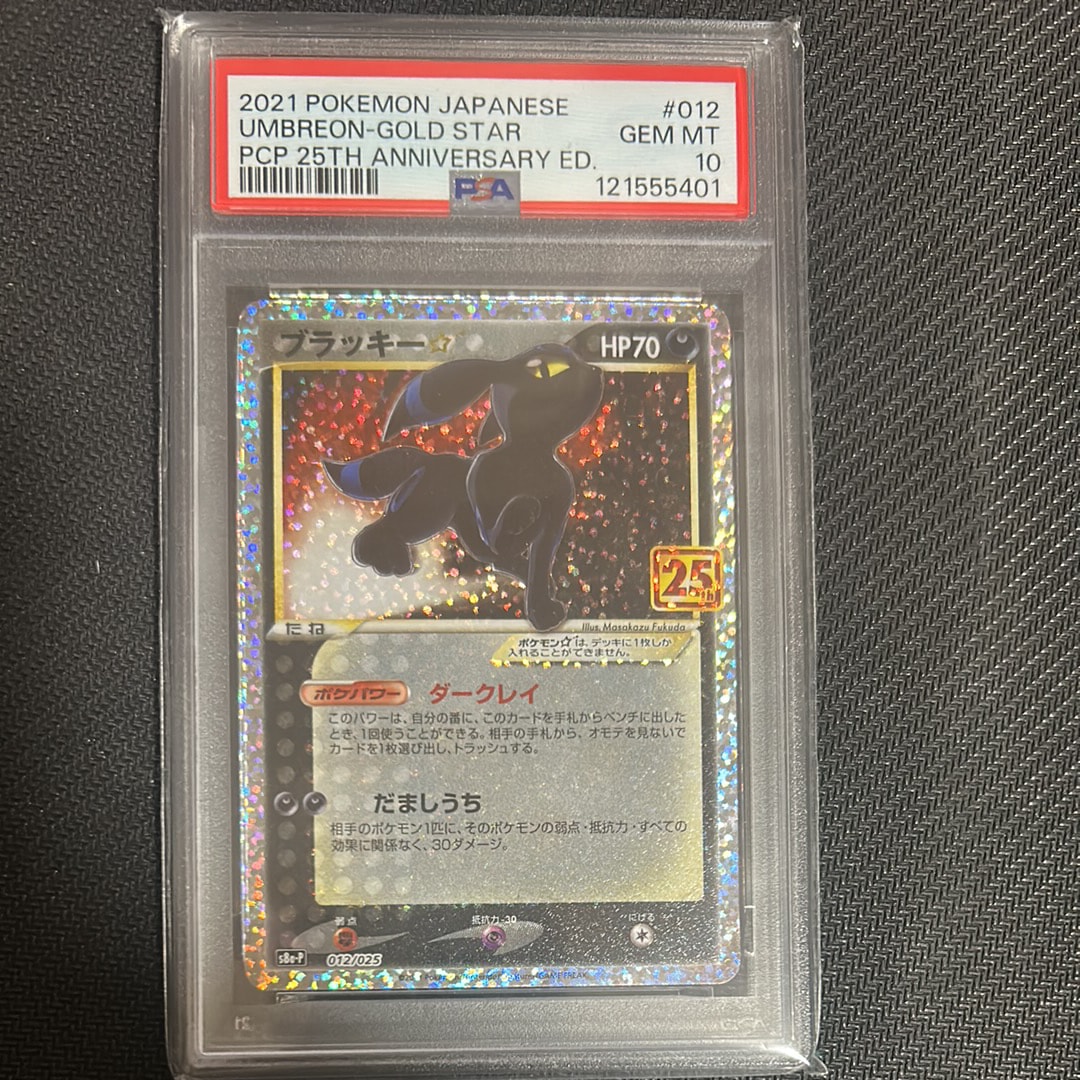 2021 POKEMON JAPANESE #012
UMBREON-GOLD STAR GEM MT
PCP 25TH ANNIVERSARY ED. 10
PSA 121555401
ブラッキー☆ HP70
25th
たね Illus. Masakazu Fukuda
ポケモン☆は、デッキに1枚しか
入れることができません。
ポケパワー ダークレイ
このパワーは、自分の番に、このカードを手札からベンチに出した
とき、1回使うことができる。相手の手札から、オモテを見ないで
カードを1枚選び出し、トラッシュする。
だましうち
相手のポケモン1匹に、そのポケモンの弱点・抵抗力・すべての
効果に関係なく、30ダメージ。
弱点 抵抗力 -30 にげる
s8a-P 012/025